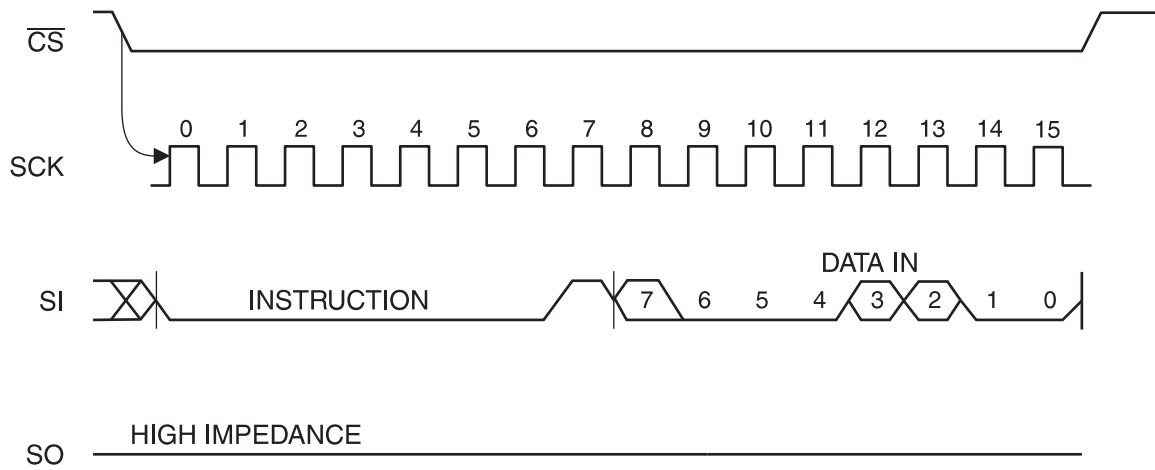 CS
0 1 2 3 4 5 6 7 8 9 10 11 12 13 14 15
SCK
DATA IN
SI INSTRUCTION 7 6 5 4 3 2 1 0
HIGH IMPEDANCE
SO